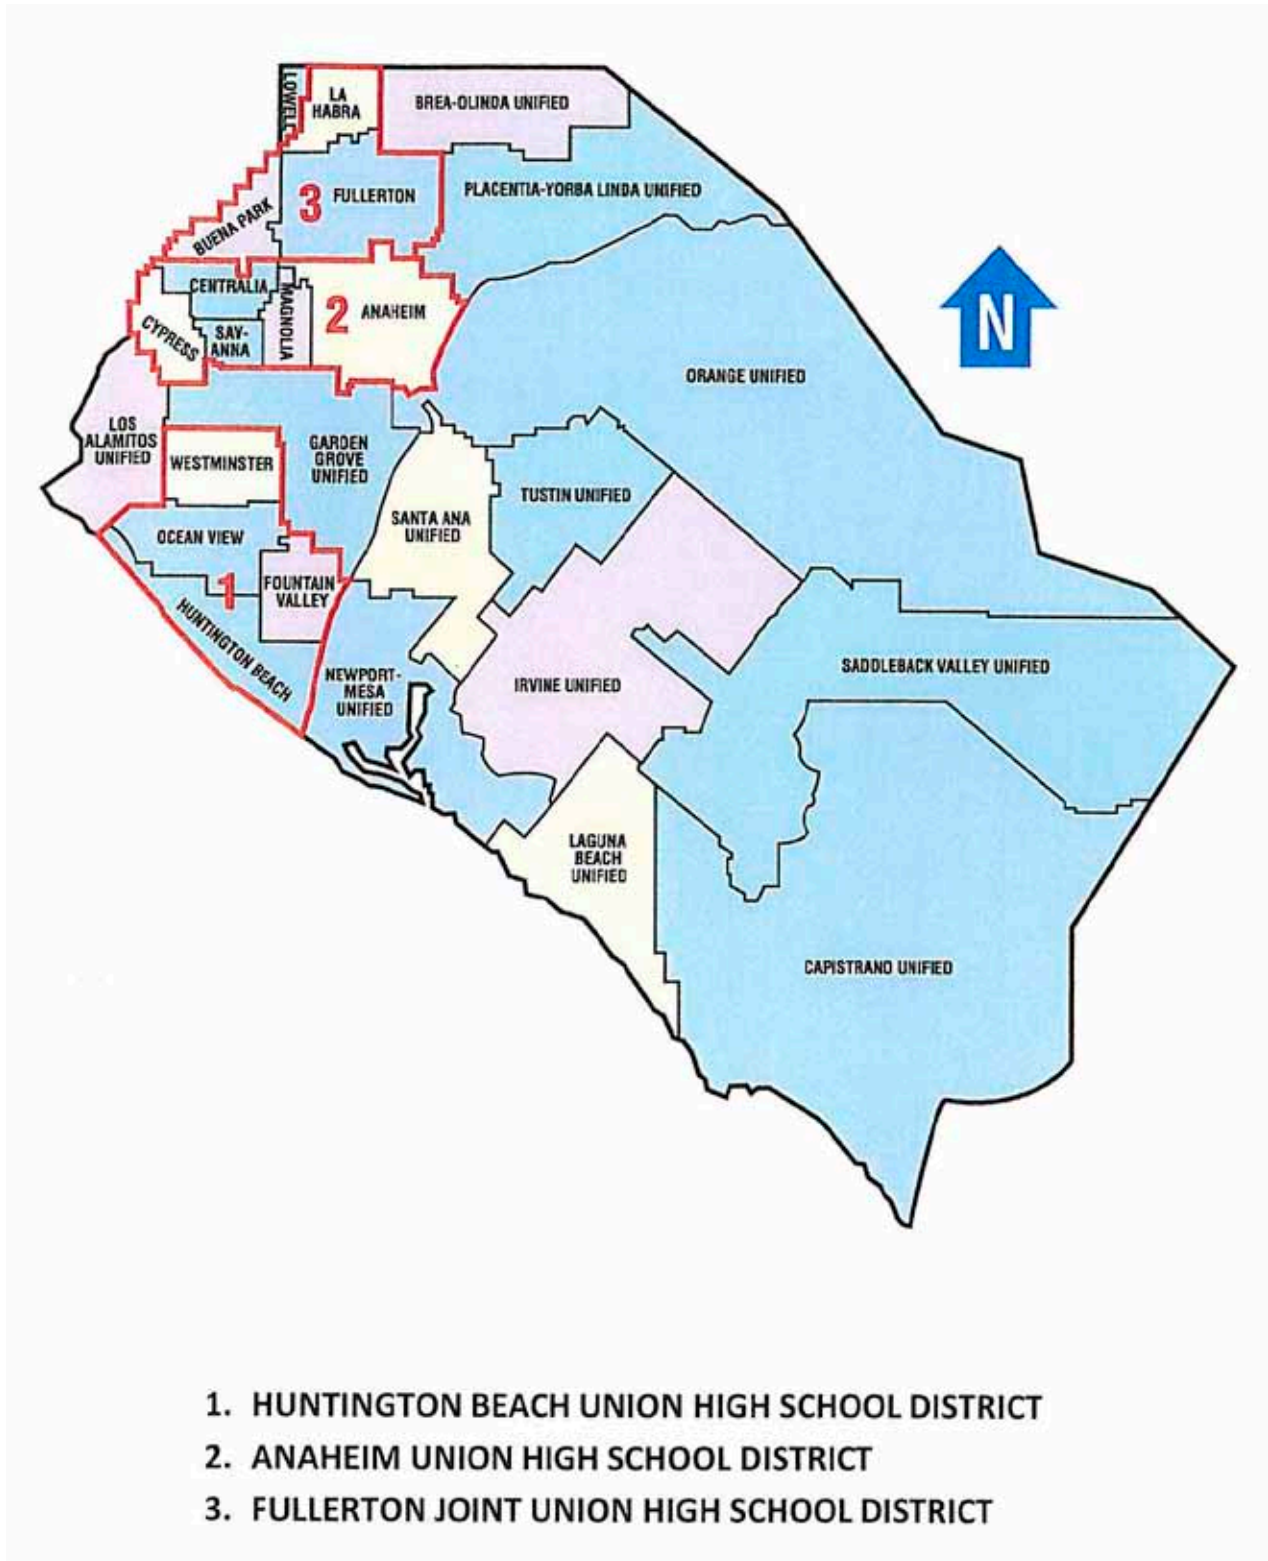 LOWELL
LA
HABRA
BREA-OLINDA UNIFIED
3
FULLERTON
PLACENTIA-YORBA LINDA UNIFIED
BUENA PARK
CENTRALIA
MAGNOLIA
2
ANAHEIM
N
CYPRESS
SAV-
ANNA
ORANGE UNIFIED
LOS
ALAMITOS
UNIFIED
WESTMINSTER
GARDEN
GROVE
UNIFIED
TUSTIN UNIFIED
SANTA ANA
UNIFIED
OCEAN VIEW
1
FOUNTAIN
VALLEY
HUNTINGTON BEACH
NEWPORT-
MESA
UNIFIED
IRVINE UNIFIED
SADDLEBACK VALLEY UNIFIED
LAGUNA
BEACH
UNIFIED
CAPISTRANO UNIFIED
1. HUNTINGTON BEACH UNION HIGH SCHOOL DISTRICT
2. ANAHEIM UNION HIGH SCHOOL DISTRICT
3. FULLERTON JOINT UNION HIGH SCHOOL DISTRICT